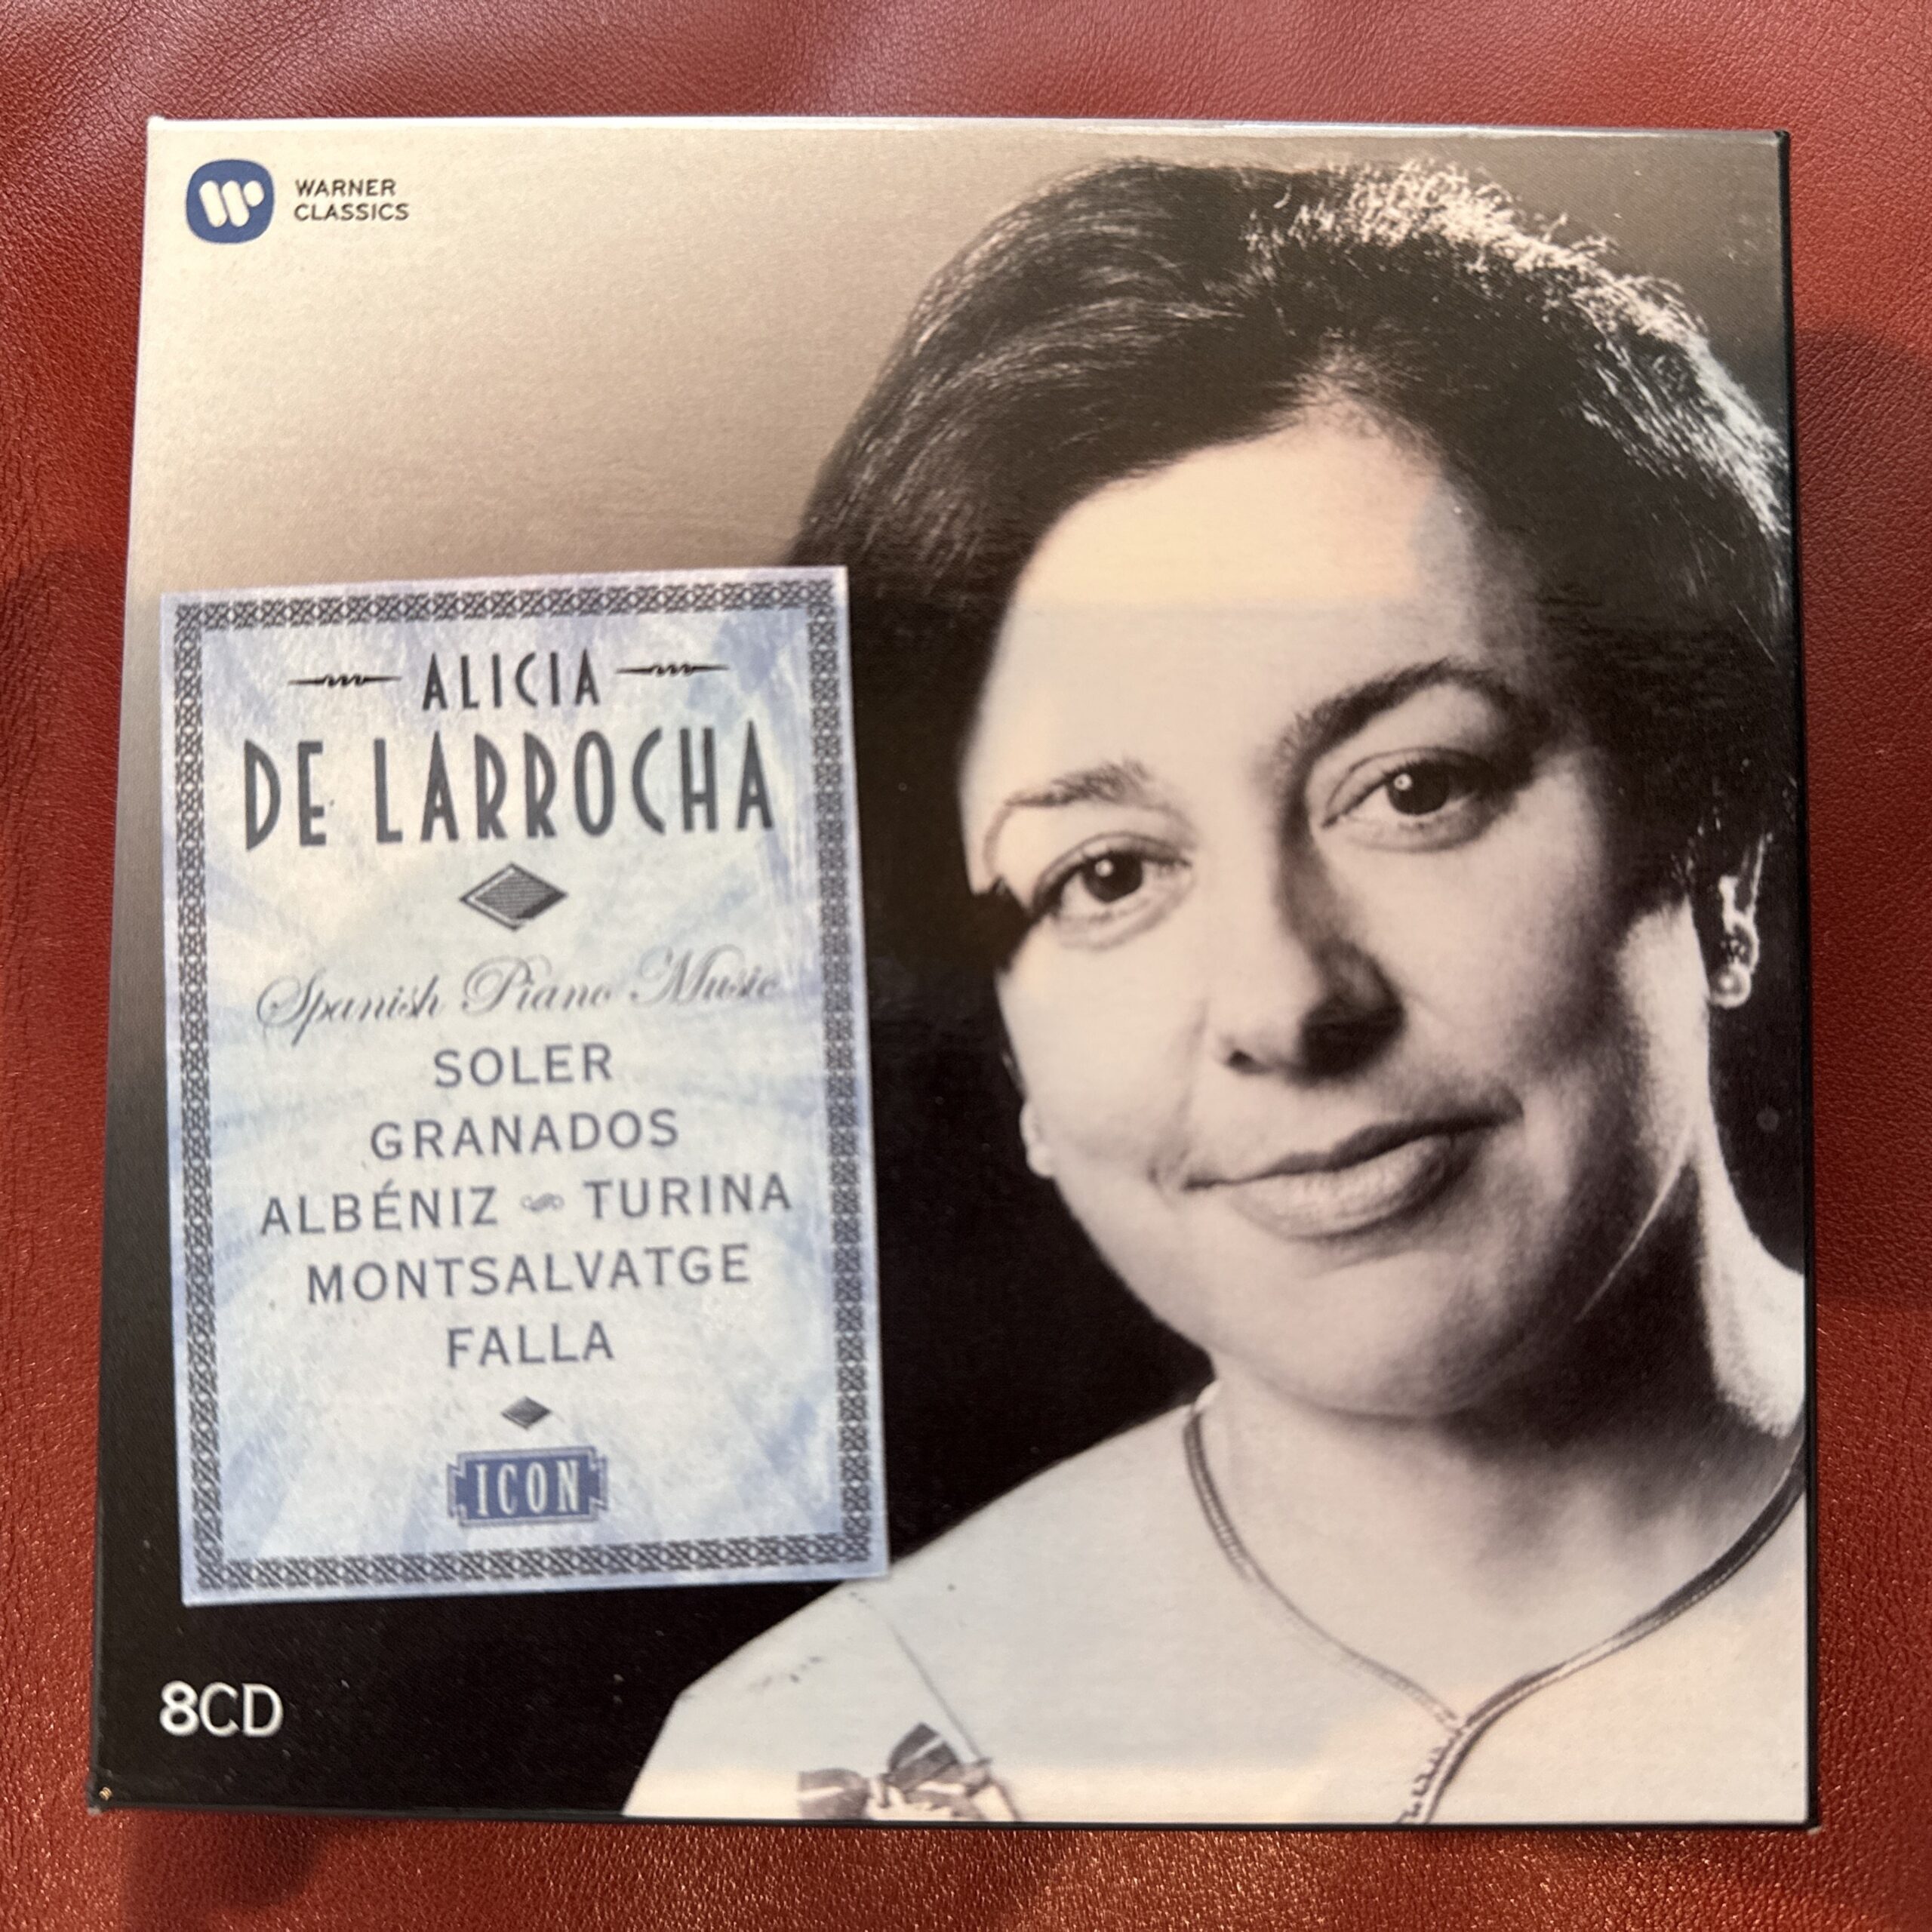 WARNER
CLASSICS
ALICIA
DE LARROCHA
Spanish Piano Music
SOLER
GRANADOS
ALBÉNIZ TURINA
MONTSALVATGE
FALLA
ICON
8CD